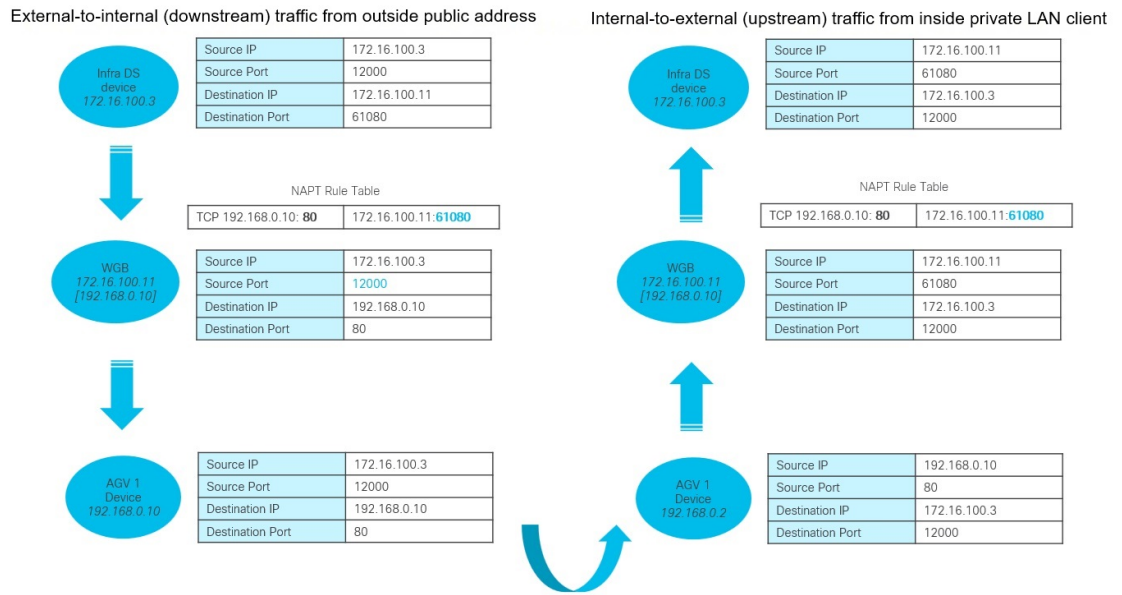 External-to-internal (downstream) traffic from outside public address
Infra DS
device
172.16.100.3
Source IP 172.16.100.3
Source Port 12000
Destination IP 172.16.100.11
Destination Port 61080
NAPT Rule Table
TCP 192.168.0.10: 80 172.16.100.11:61080
WGB
172.16.100.11
[192.168.0.10]
Source IP 172.16.100.3
Source Port 12000
Destination IP 192.168.0.10
Destination Port 80
AGV 1
Device
192.168.0.10
Source IP 172.16.100.3
Source Port 12000
Destination IP 192.168.0.10
Destination Port 80
Internal-to-external (upstream) traffic from inside private LAN client
Infra DS
device
172.16.100.3
Source IP 172.16.100.11
Source Port 61080
Destination IP 172.16.100.3
Destination Port 12000
NAPT Rule Table
TCP 192.168.0.10: 80 172.16.100.11:61080
WGB
172.16.100.11
[192.168.0.10]
Source IP 172.16.100.11
Source Port 61080
Destination IP 172.16.100.3
Destination Port 12000
AGV 1
Device
192.168.0.2
Source IP 192.168.0.10
Source Port 80
Destination IP 172.16.100.3
Destination Port 12000